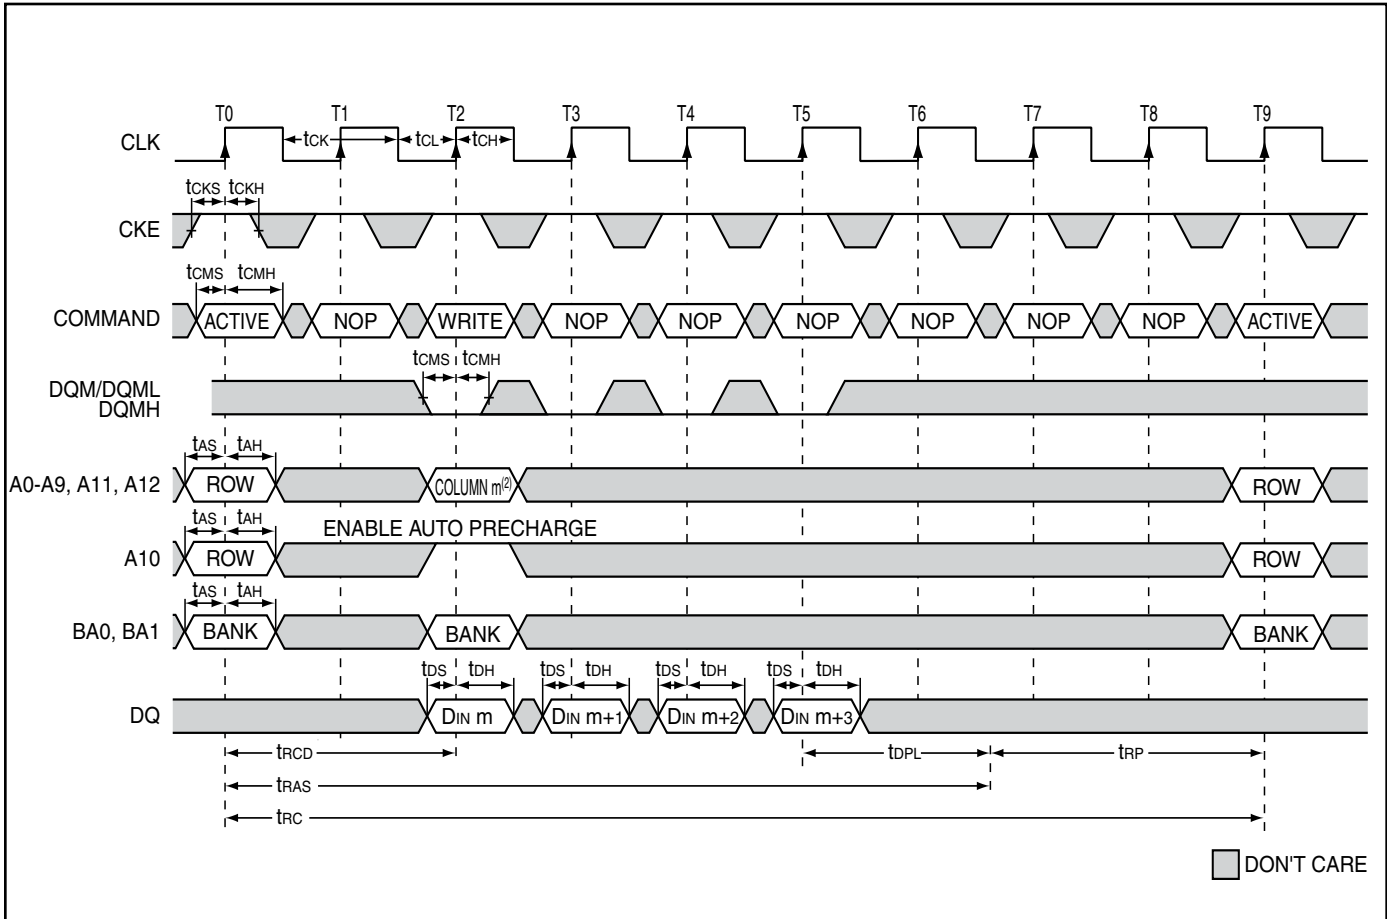 T0 T1 T2 T3 T4 T5 T6 T7 T8 T9
CLK tCK tCL tCH
tCKS tCKH
CKE
tCMS tCMH
COMMAND ACTIVE NOP WRITE NOP NOP NOP NOP NOP NOP ACTIVE
tCMS tCMH
DQM/DQML
DQMH
tAS tAH
A0-A9, A11, A12 ROW COLUMN m(2) ROW
tAS tAH ENABLE AUTO PRECHARGE
A10 ROW ROW
tAS tAH
BA0, BA1 BANK BANK BANK
tDS tDH tDS tDH tDS tDH tDS tDH
DQ DIN m DIN m+1 DIN m+2 DIN m+3
tRCD tDPL tRP
tRAS
tRC
DON'T CARE